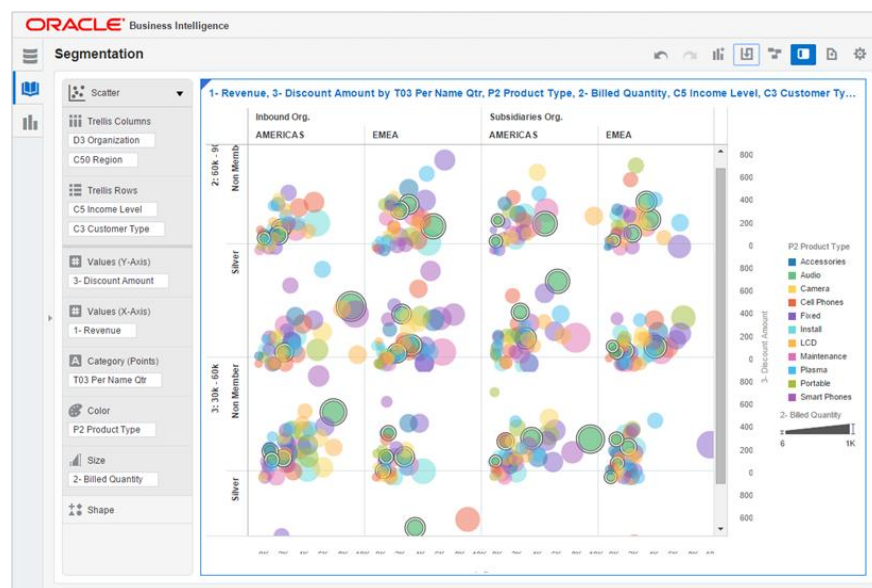 ORACLE Business Intelligence
Segmentation
Scatter
Trellis Columns
D3 Organization
C50 Region
Trellis Rows
C5 Income Level
C3 Customer Type
Values (Y-Axis)
3- Discount Amount
Values (X-Axis)
1- Revenue
Category (Points)
T03 Per Name Qtr
Color
P2 Product Type
Size
2- Billed Quantity
Shape
1- Revenue, 3- Discount Amount by T03 Per Name Qtr, P2 Product Type, 2- Billed Quantity, C5 Income Level, C3 Customer Ty...
Inbound Org.
Subsidiaries Org.
AMERICAS
EMEA
AMERICAS
EMEA
2: 60k - 90
Non Memb
Silver
3: 30k - 60k
Non Member
Silver
800
600
400
200
0
800
600
400
200
0
800
600
400
200
0
800
600
3- Discount Amount
P2 Product Type
Accessories
Audio
Camera
Cell Phones
Fixed
Install
LCD
Maintenance
Plasma
Portable
Smart Phones
2- Billed Quantity
6
1K